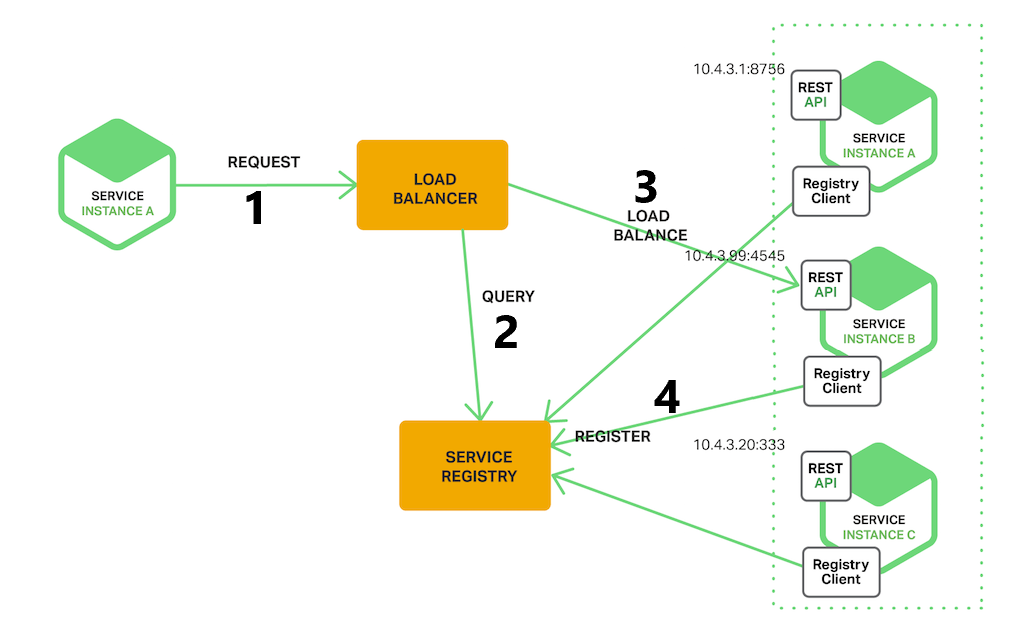 10.4.3.1:8756
REST
API
SERVICE
INSTANCE A
Registry
Client
SERVICE
INSTANCE A
REQUEST
1
LOAD
BALANCER
3
LOAD
BALANCE
10.4.3.99:4545
REST
API
SERVICE
INSTANCE B
Registry
Client
QUERY
2
4
REGISTER
SERVICE
REGISTRY
10.4.3.20:333
REST
API
SERVICE
INSTANCE C
Registry
Client